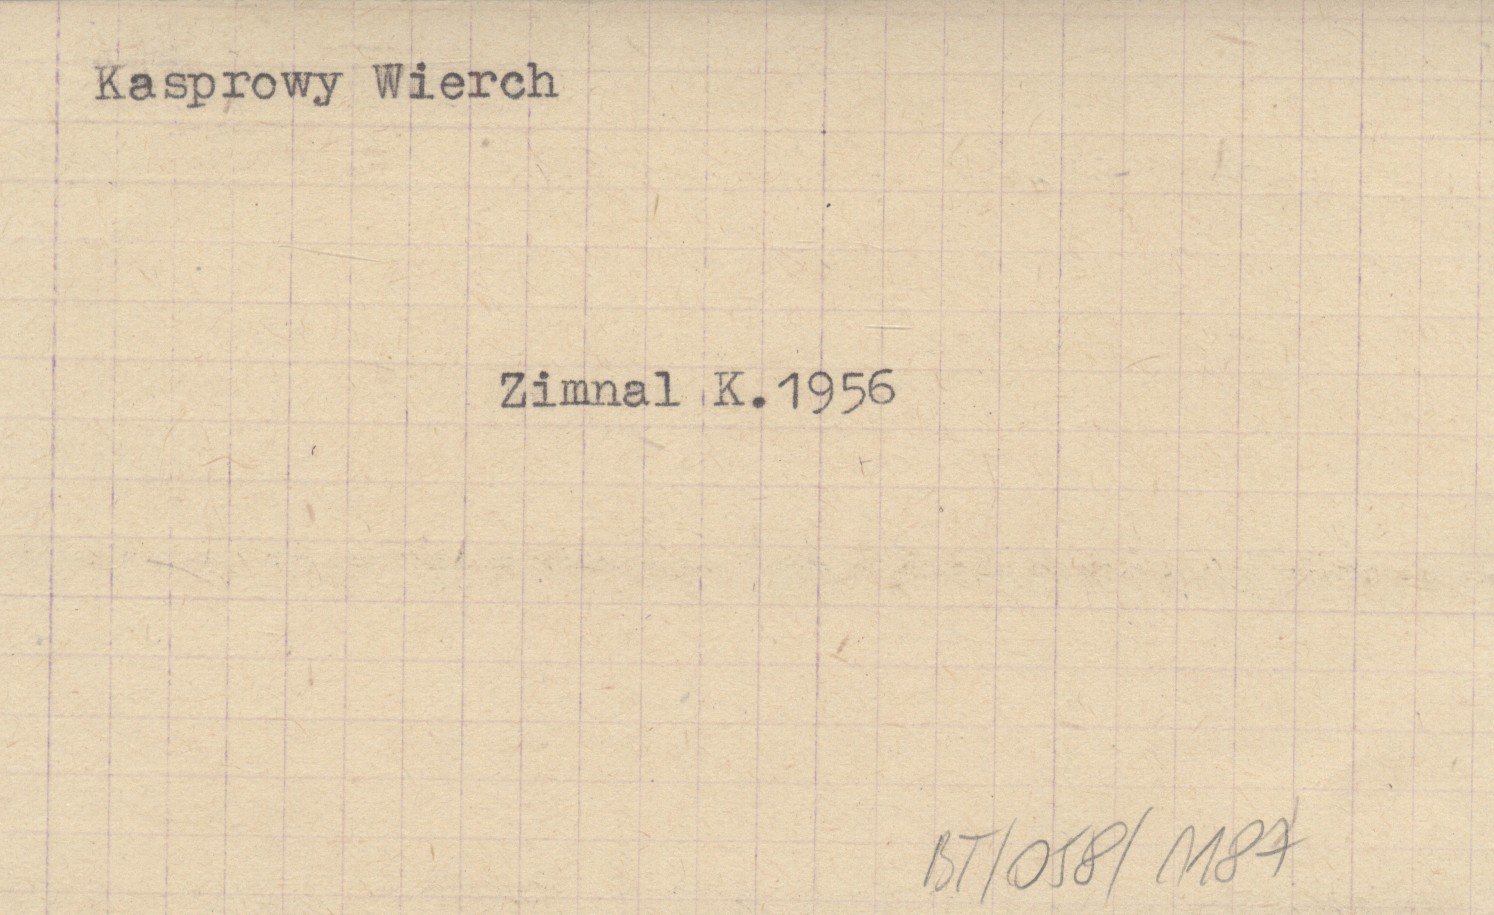 Kasprowy Wierch
Zimnal K.1956
BT/058/1187